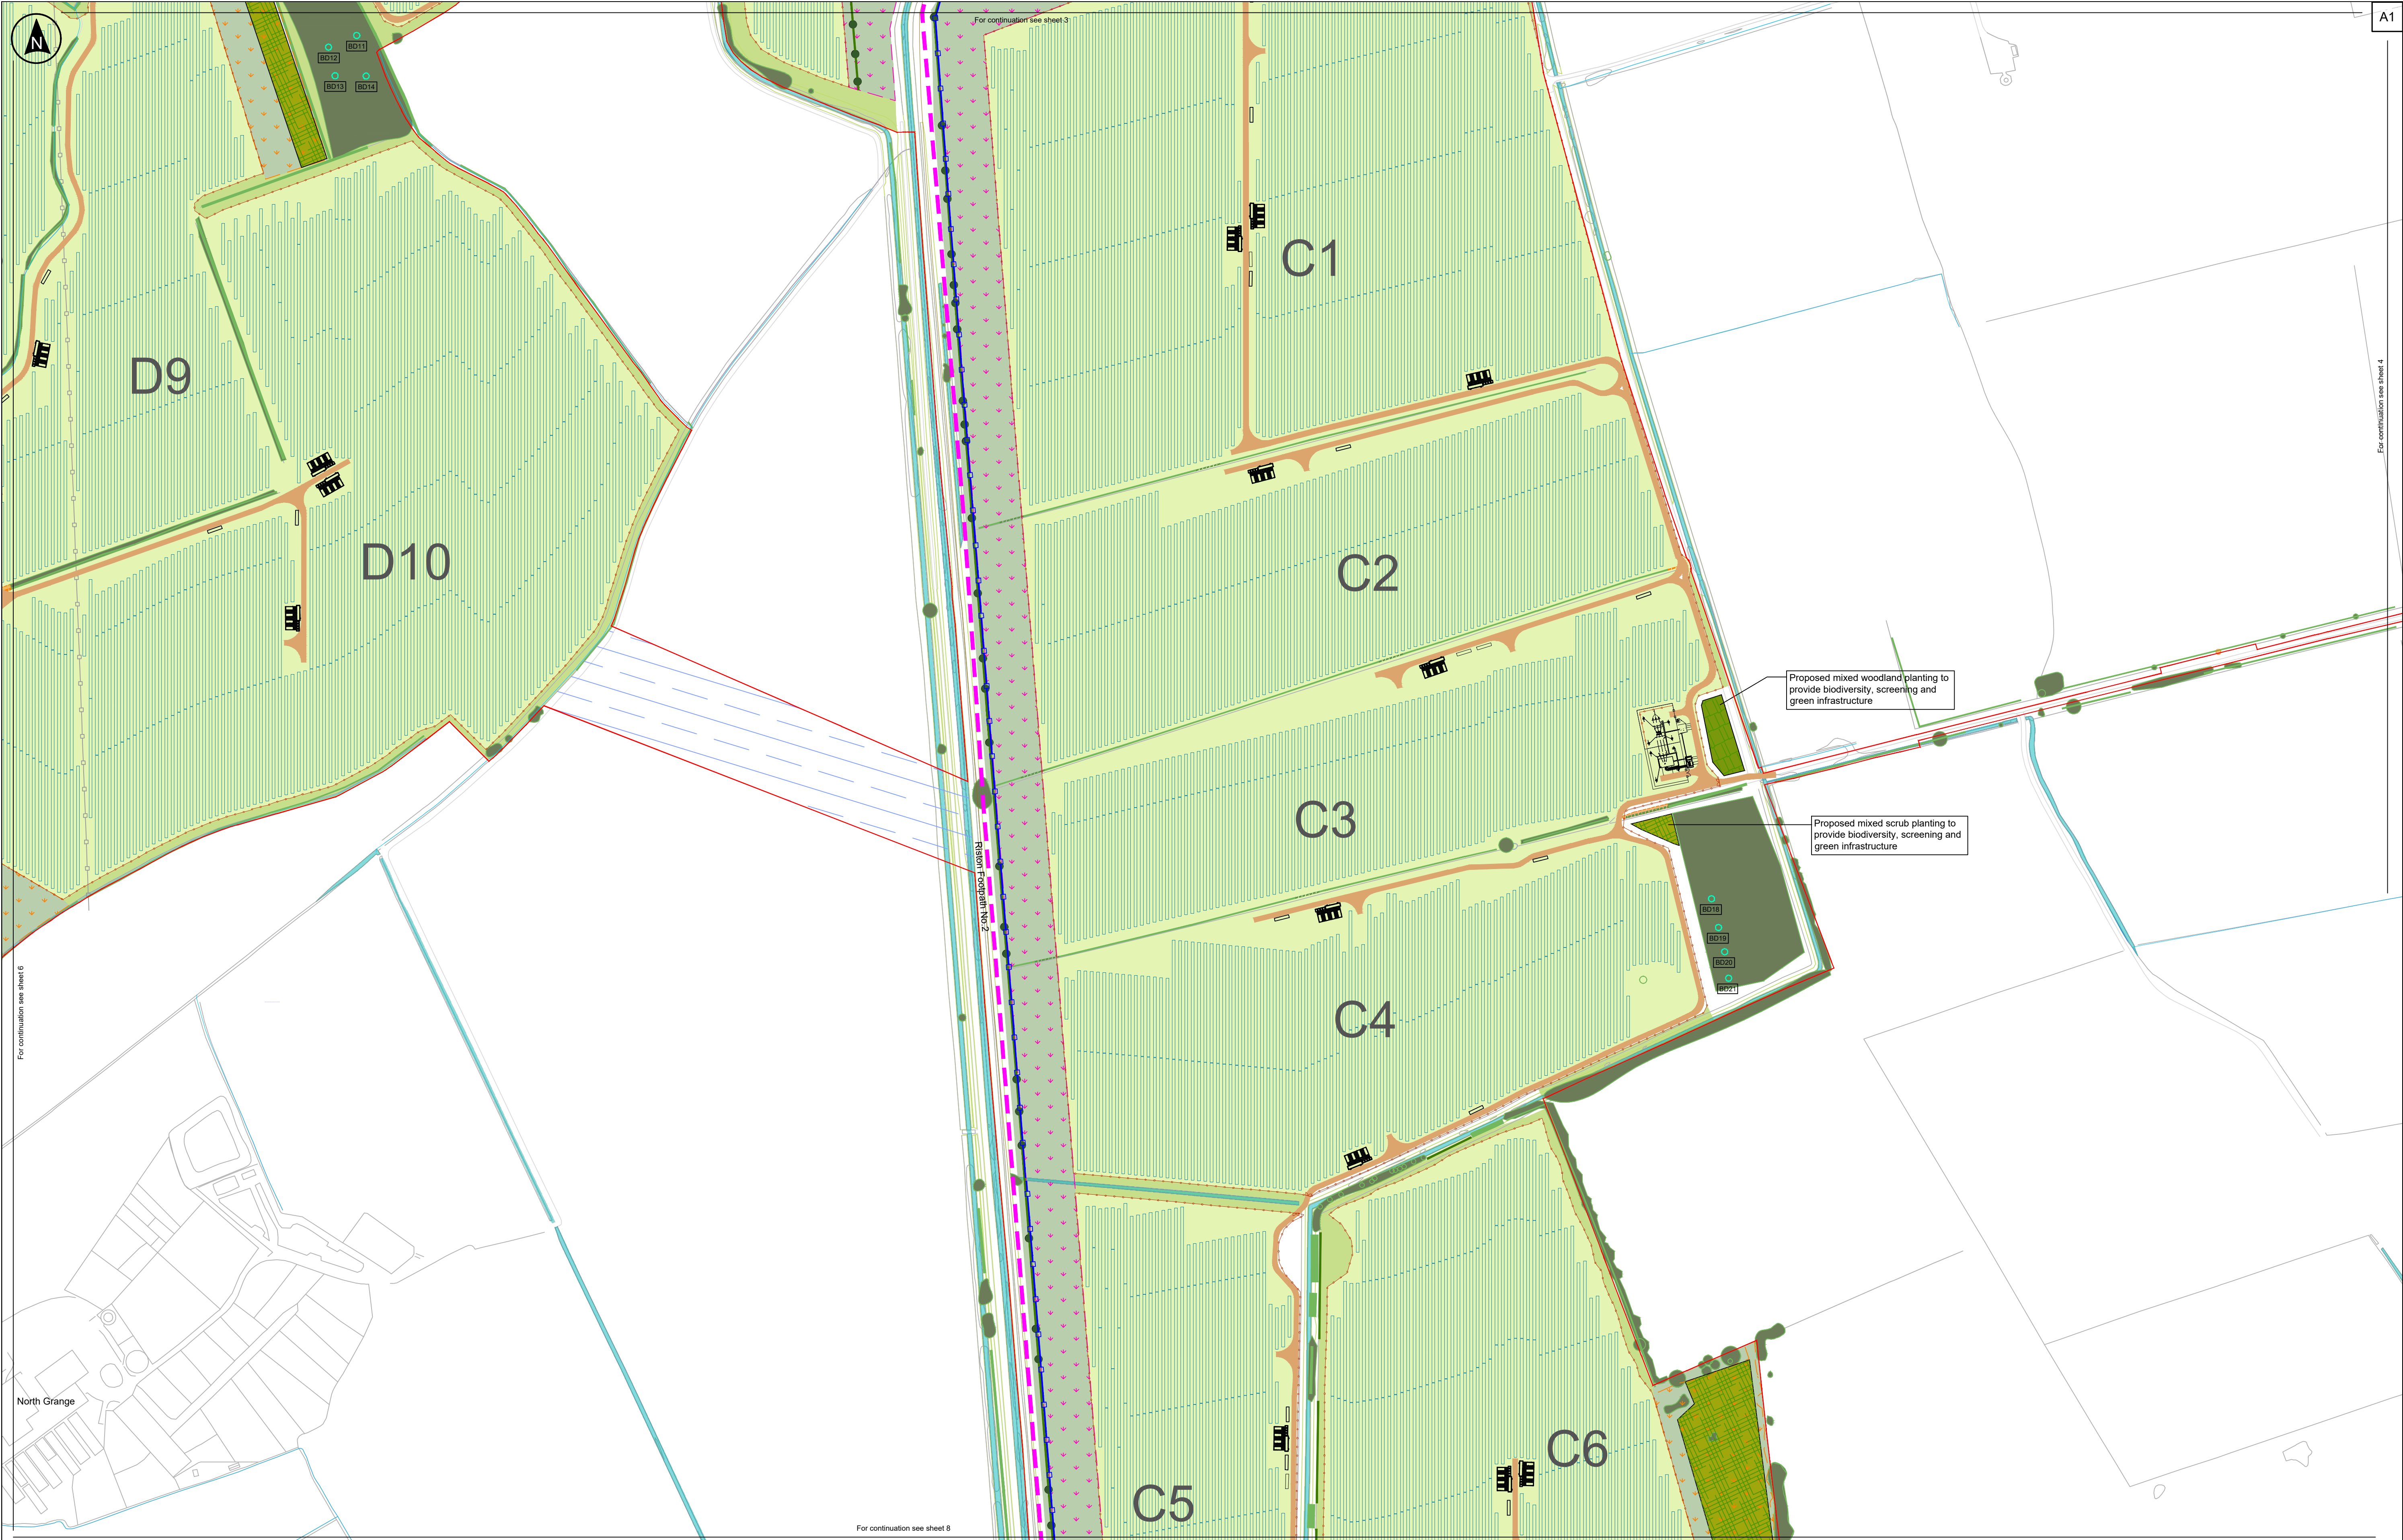 For continuation see sheet 3
A1
N
BD11
BD12
BD13
BD14
C1
For continuation see sheet 4
D9
D10
C2
Proposed mixed woodland planting to
provide biodiversity, screening and
green infrastructure
C3
Proposed mixed scrub planting to
provide biodiversity, screening and
green infrastructure
Riston Footpath No.2
BD18
BD19
BD20
BD21
For continuation see sheet 6
C4
North Grange
C6
C5
For continuation see sheet 8